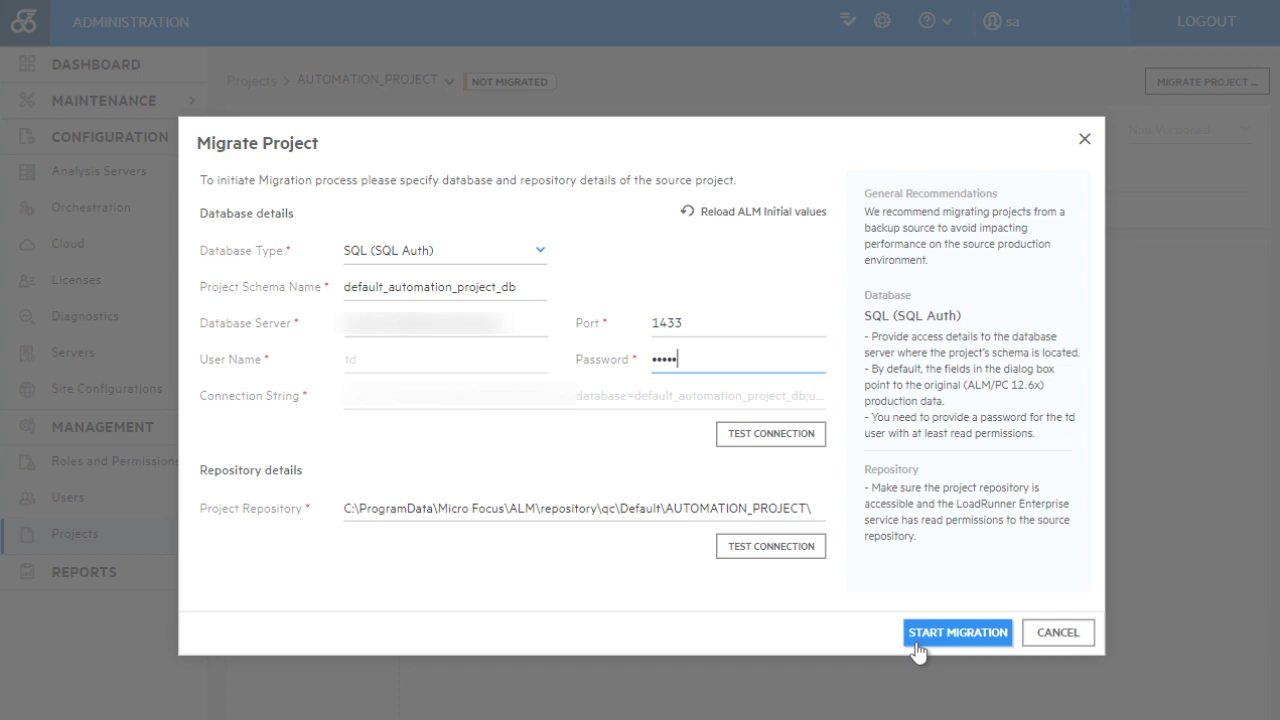 ADMINISTRATION
sa
LOGOUT
DASHBOARD
MAINTENANCE
CONFIGURATION
Analysis Servers
Orchestration
Cloud
Licenses
Diagnostics
Servers
Site Configurations
MANAGEMENT
Roles and Permissions
Users
Projects
REPORTS
Projects > AUTOMATION_PROJECT
NOT MIGRATED
MIGRATE PROJECT ...
Migrate Project
To initiate Migration process please specify database and repository details of the source project.
Database details
Reload ALM Initial values
Database Type * SQL (SQL Auth)
Project Schema Name * default_automation_project_db
Database Server *
Port * 1433
User Name * td
Password * •••••
Connection String * database=default_automation_project_db;u...
TEST CONNECTION
Repository details
Project Repository * C:\ProgramData\Micro Focus\ALM\repository\qc\Default\AUTOMATION_PROJECT\
TEST CONNECTION
General Recommendations
We recommend migrating projects from a
backup source to avoid impacting
performance on the source production
environment.
Database
SQL (SQL Auth)
- Provide access details to the database
server where the project's schema is located.
- By default, the fields in the dialog box
point to the original (ALM/PC 12.6x)
production data.
- You need to provide a password for the td
user with at least read permissions.
Repository
- Make sure the project repository is
accessible and the LoadRunner Enterprise
service has read permissions to the source
repository.
START MIGRATION
CANCEL